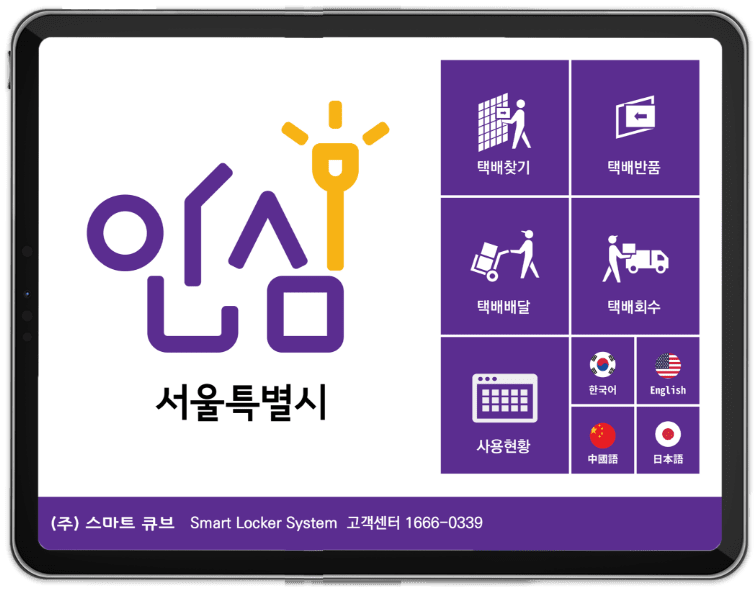 안심
서울특별시
택배찾기
택배반품
택배배달
택배회수
사용현황
한국어
English
中國語
日本語
(주) 스마트 큐브 Smart Locker System 고객센터 1666-0339